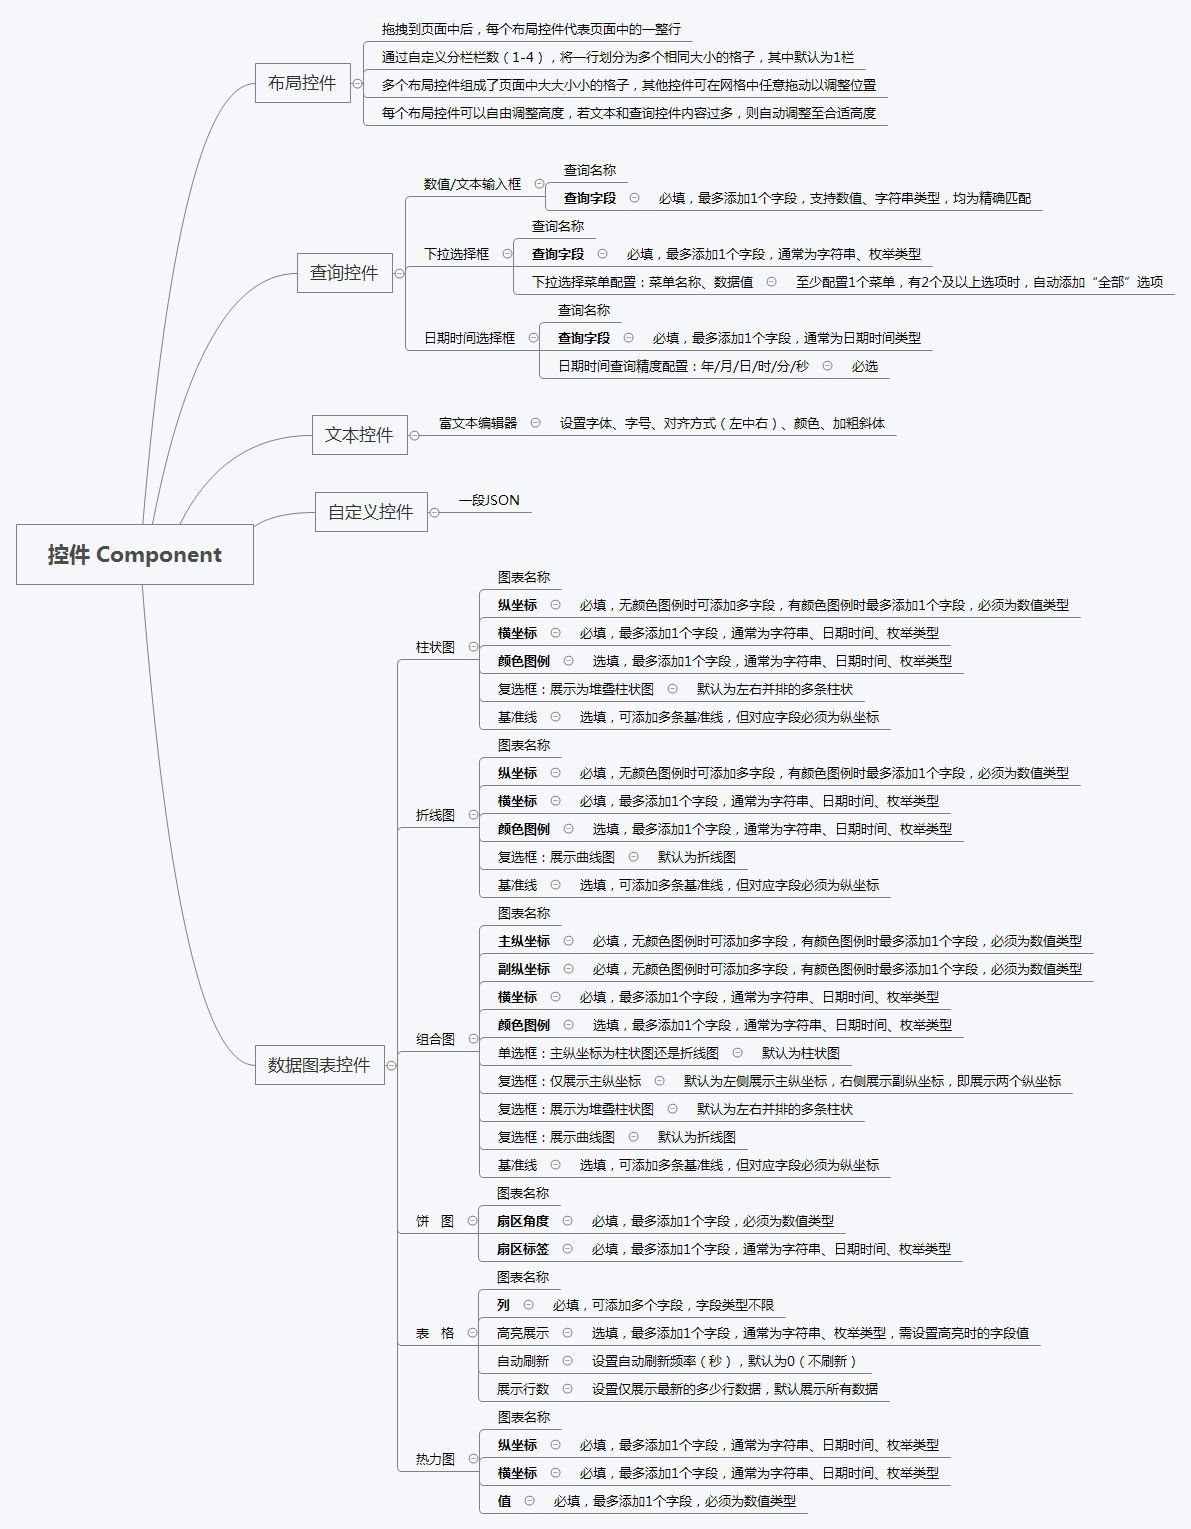 控件 Component
布局控件
拖拽到页面中后，每个布局控件代表页面中的一整行
通过自定义分栏栏数（1-4），将一行划分为多个相同大小的格子，其中默认为1栏
多个布局控件组成了页面中大大小小的格子，其他控件可在网格中任意拖动以调整位置
每个布局控件可以自由调整高度，若文本和查询控件内容过多，则自动调整至合适高度
查询控件
数值/文本输入框
查询名称
查询字段 必填，最多添加1个字段，支持数值、字符串类型，均为精确匹配
下拉选择框
查询名称
查询字段 必填，最多添加1个字段，通常为字符串、枚举类型
下拉选择菜单配置：菜单名称、数据值 至少配置1个菜单，有2个及以上选项时，自动添加“全部”选项
日期时间选择框
查询名称
查询字段 必填，最多添加1个字段，通常为日期时间类型
日期时间查询精度配置：年/月/日/时/分/秒 必选
文本控件
富文本编辑器 设置字体、字号、对齐方式（左中右）、颜色、加粗斜体
自定义控件
一段JSON
数据图表控件
柱状图
图表名称
纵坐标 必填，无颜色图例时可添加多字段，有颜色图例时最多添加1个字段，必须为数值类型
横坐标 必填，最多添加1个字段，通常为字符串、日期时间、枚举类型
颜色图例 选填，最多添加1个字段，通常为字符串、日期时间、枚举类型
复选框：展示为堆叠柱状图 默认为左右并排的多条柱状
基准线 选填，可添加多条基准线，但对应字段必须为纵坐标
折线图
图表名称
纵坐标 必填，无颜色图例时可添加多字段，有颜色图例时最多添加1个字段，必须为数值类型
横坐标 必填，最多添加1个字段，通常为字符串、日期时间、枚举类型
颜色图例 选填，最多添加1个字段，通常为字符串、日期时间、枚举类型
复选框：展示曲线图 默认为折线图
基准线 选填，可添加多条基准线，但对应字段必须为纵坐标
组合图
图表名称
主纵坐标 必填，无颜色图例时可添加多字段，有颜色图例时最多添加1个字段，必须为数值类型
副纵坐标 必填，无颜色图例时可添加多字段，有颜色图例时最多添加1个字段，必须为数值类型
横坐标 必填，最多添加1个字段，通常为字符串、日期时间、枚举类型
颜色图例 选填，最多添加1个字段，通常为字符串、日期时间、枚举类型
单选框：主纵坐标为柱状图还是折线图 默认为柱状图
复选框：仅展示主纵坐标 默认为左侧展示主纵坐标，右侧展示副纵坐标，即展示两个纵坐标
复选框：展示为堆叠柱状图 默认为左右并排的多条柱状
复选框：展示曲线图 默认为折线图
基准线 选填，可添加多条基准线，但对应字段必须为纵坐标
饼 图
图表名称
扇区角度 必填，最多添加1个字段，必须为数值类型
扇区标签 必填，最多添加1个字段，通常为字符串、日期时间、枚举类型
表 格
图表名称
列 必填，可添加多个字段，字段类型不限
高亮展示 选填，最多添加1个字段，通常为字符串、枚举类型，需设置高亮时的字段值
自动刷新 设置自动刷新频率（秒），默认为0（不刷新）
展示行数 设置仅展示最新的多少行数据，默认展示所有数据
热力图
图表名称
纵坐标 必填，最多添加1个字段，通常为字符串、日期时间、枚举类型
横坐标 必填，最多添加1个字段，通常为字符串、日期时间、枚举类型
值 必填，最多添加1个字段，必须为数值类型